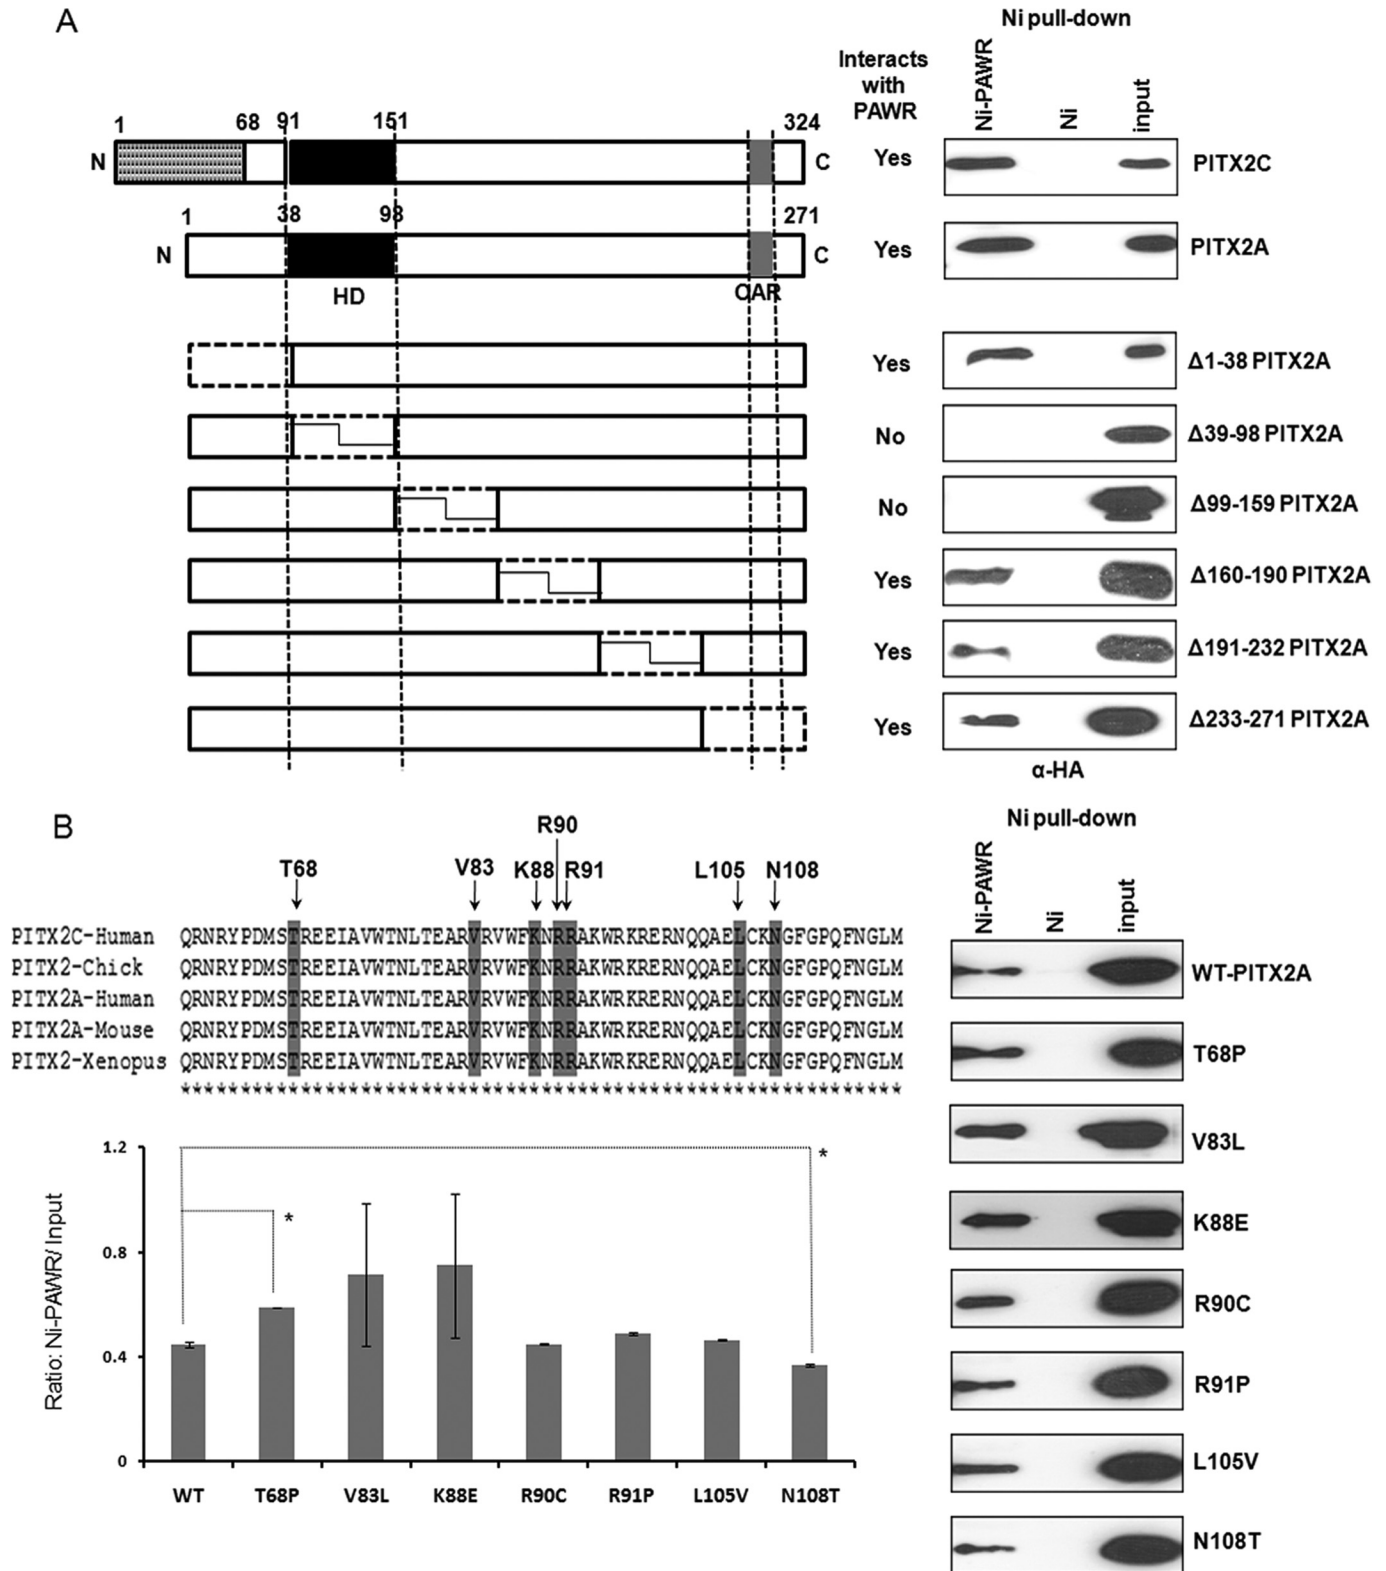 A
Ni pull-down
Interacts
with
PAWR
Ni-PAWR
Ni
input
1 68 91 151 324
N C
Yes
PITX2C
1 38 98 271
N C
Yes
PITX2A
HD
OAR
Yes
Δ1-38 PITX2A
No
Δ39-98 PITX2A
No
Δ99-159 PITX2A
Yes
Δ160-190 PITX2A
Yes
Δ191-232 PITX2A
Yes
Δ233-271 PITX2A
α-HA
B
Ni pull-down
R90
T68 V83 K88 R91 L105 N108
Ni-PAWR
Ni
input
PITX2C-Human QRNRYPDMSTREEIAVWTNLTEARVRVWFKNRRAKWRKRERNQQAELCKNGFGPQFNGLM
PITX2-Chick QRNRYPDMSTREEIAVWTNLTEARVRVWFKNRRAKWRKRERNQQAELCKNGFGPQFNGLM
PITX2A-Human QRNRYPDMSTREEIAVWTNLTEARVRVWFKNRRAKWRKRERNQQAELCKNGFGPQFNGLM
PITX2A-Mouse QRNRYPDMSTREEIAVWTNLTEARVRVWFKNRRAKWRKRERNQQAELCKNGFGPQFNGLM
PITX2-Xenopus QRNRYPDMSTREEIAVWTNLTEARVRVWFKNRRAKWRKRERNQQAELCKNGFGPQFNGLM
************************************************************
WT-PITX2A
T68P
V83L
K88E
R90C
R91P
L105V
N108T
Ratio: Ni-PAWR/ Input
1.2
0.8
0.4
0
*
*
WT T68P V83L K88E R90C R91P L105V N108T